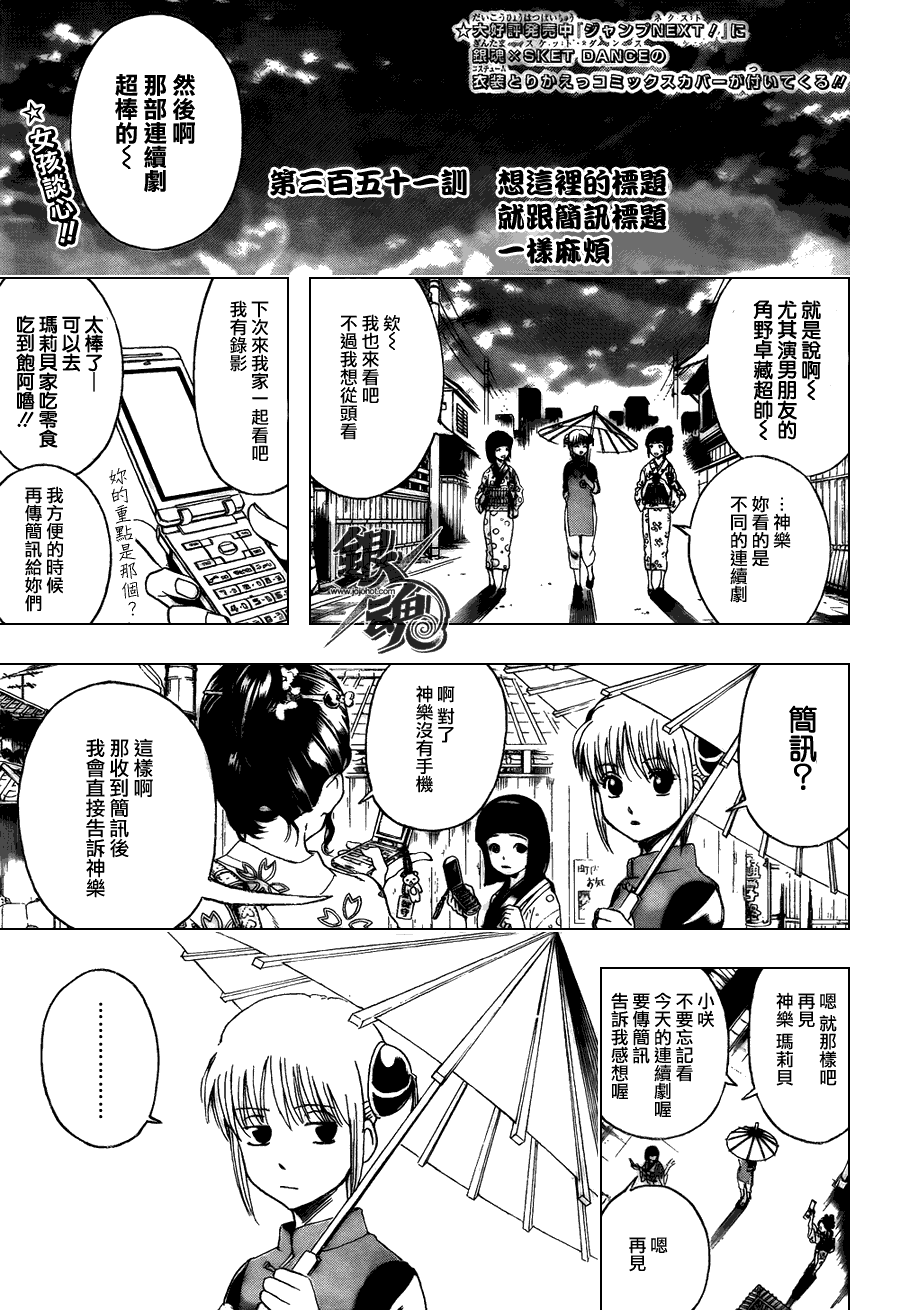 ☆大好評発売中『ジャンプNEXT!』に
銀魂×SKET DANCEの
衣装とりかえっコミックスカバーが付いてくる!!
然後啊
那部連續劇
超棒的~
☆女孩談心!!
第三百五十一訓 想這裡的標題
就跟簡訊標題
一樣麻煩
就是說啊~
尤其演男朋友的
角野卓藏超帥~
…神樂
妳看的是
不同的連續劇
欸~
我也來看吧
不過我想從頭看
下次來我家一起看吧
我有錄影
太棒了—
可以去
瑪莉貝家吃零食
吃到飽阿嚕!!
妳的重點是那個?
我方便的時候
再傳簡訊給妳們
銀魂
www.jojohot.com
簡訊?
啊 對了
神樂沒有手機
這樣啊
那收到簡訊後
我會直接告訴神樂
嗯 就那樣吧
再見
神樂 瑪莉貝
小咲
不要忘記看
今天的連續劇喔
要傳簡訊
告訴我感想喔
嗯
再見
…………